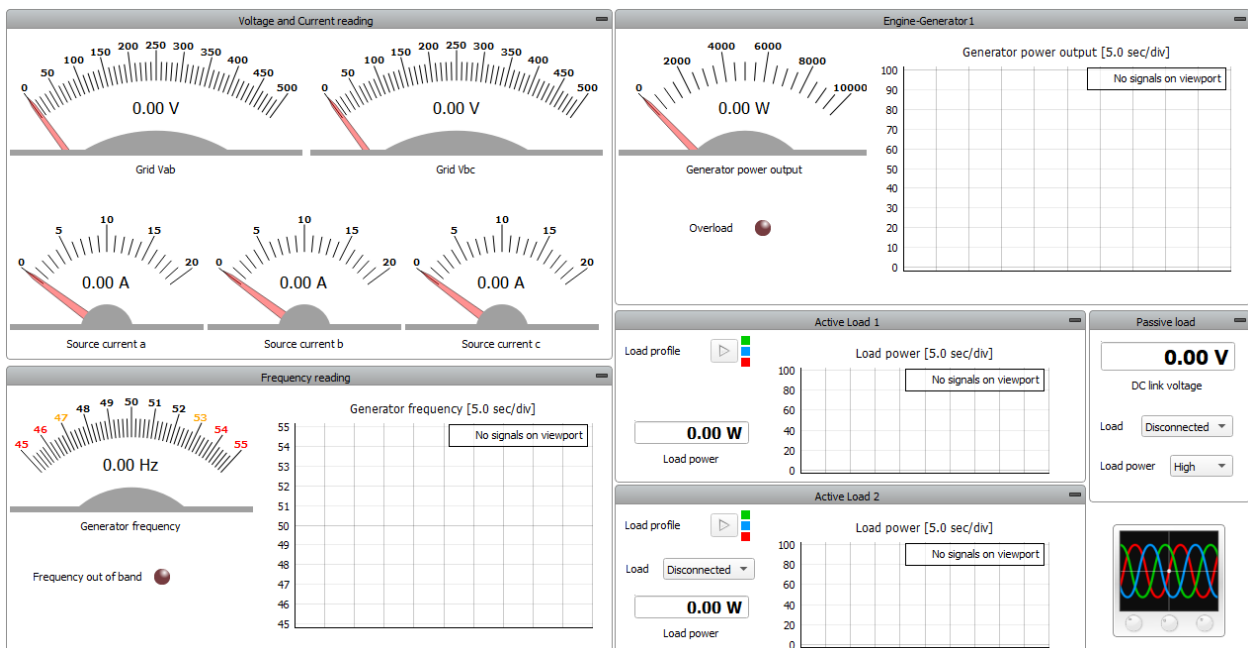 Voltage and Current reading
0 50 100 150 200 250 300 350 400 450 500
0.00 V
Grid Vab
0 50 100 150 200 250 300 350 400 450 500
0.00 V
Grid Vbc
0 5 10 15 20
0.00 A
Source current a
0 5 10 15 20
0.00 A
Source current b
0 5 10 15 20
0.00 A
Source current c
Engine-Generator1
0 2000 4000 6000 8000 10000
0.00 W
Generator power output
Overload
Generator power output [5.0 sec/div]
No signals on viewport
100
90
80
70
60
50
40
30
20
10
0
Frequency reading
45 46 47 48 49 50 51 52 53 54 55
0.00 Hz
Generator frequency
Frequency out of band
Generator frequency [5.0 sec/div]
No signals on viewport
55
54
53
52
51
50
49
48
47
46
45
Active Load 1
Load profile
0.00 W
Load power
Load power [5.0 sec/div]
No signals on viewport
100
80
60
40
20
0
Passive load
0.00 V
DC link voltage
Load Disconnected
Load power High
Active Load 2
Load profile
Load Disconnected
0.00 W
Load power
Load power [5.0 sec/div]
No signals on viewport
100
80
60
40
20
0